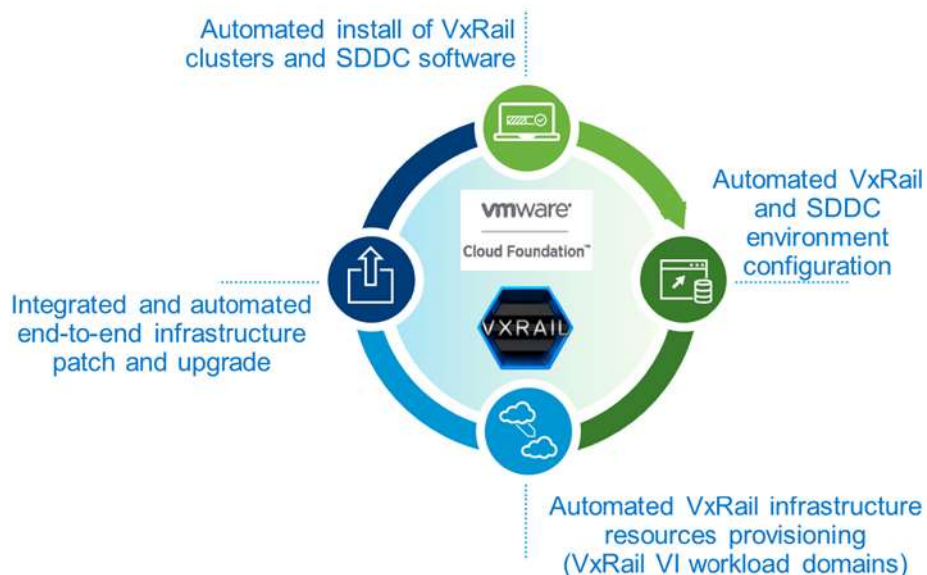 Automated install of VxRail
clusters and SDDC software
vmware®
Cloud Foundation™
VXRAIL
Automated VxRail
and SDDC
environment
configuration
Integrated and automated
end-to-end infrastructure
patch and upgrade
Automated VxRail infrastructure
resources provisioning
(VxRail VI workload domains)